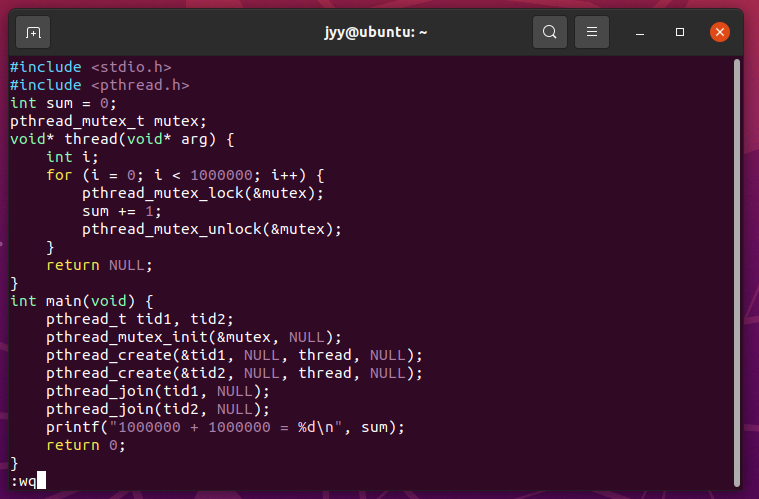 jyy@ubuntu: ~
#include <stdio.h>
#include <pthread.h>
int sum = 0;
pthread_mutex_t mutex;
void* thread(void* arg) {
    int i;
    for (i = 0; i < 1000000; i++) {
        pthread_mutex_lock(&mutex);
        sum += 1;
        pthread_mutex_unlock(&mutex);
    }
    return NULL;
}
int main(void) {
    pthread_t tid1, tid2;
    pthread_mutex_init(&mutex, NULL);
    pthread_create(&tid1, NULL, thread, NULL);
    pthread_create(&tid2, NULL, thread, NULL);
    pthread_join(tid1, NULL);
    pthread_join(tid2, NULL);
    printf("1000000 + 1000000 = %d\n", sum);
    return 0;
}
:wq